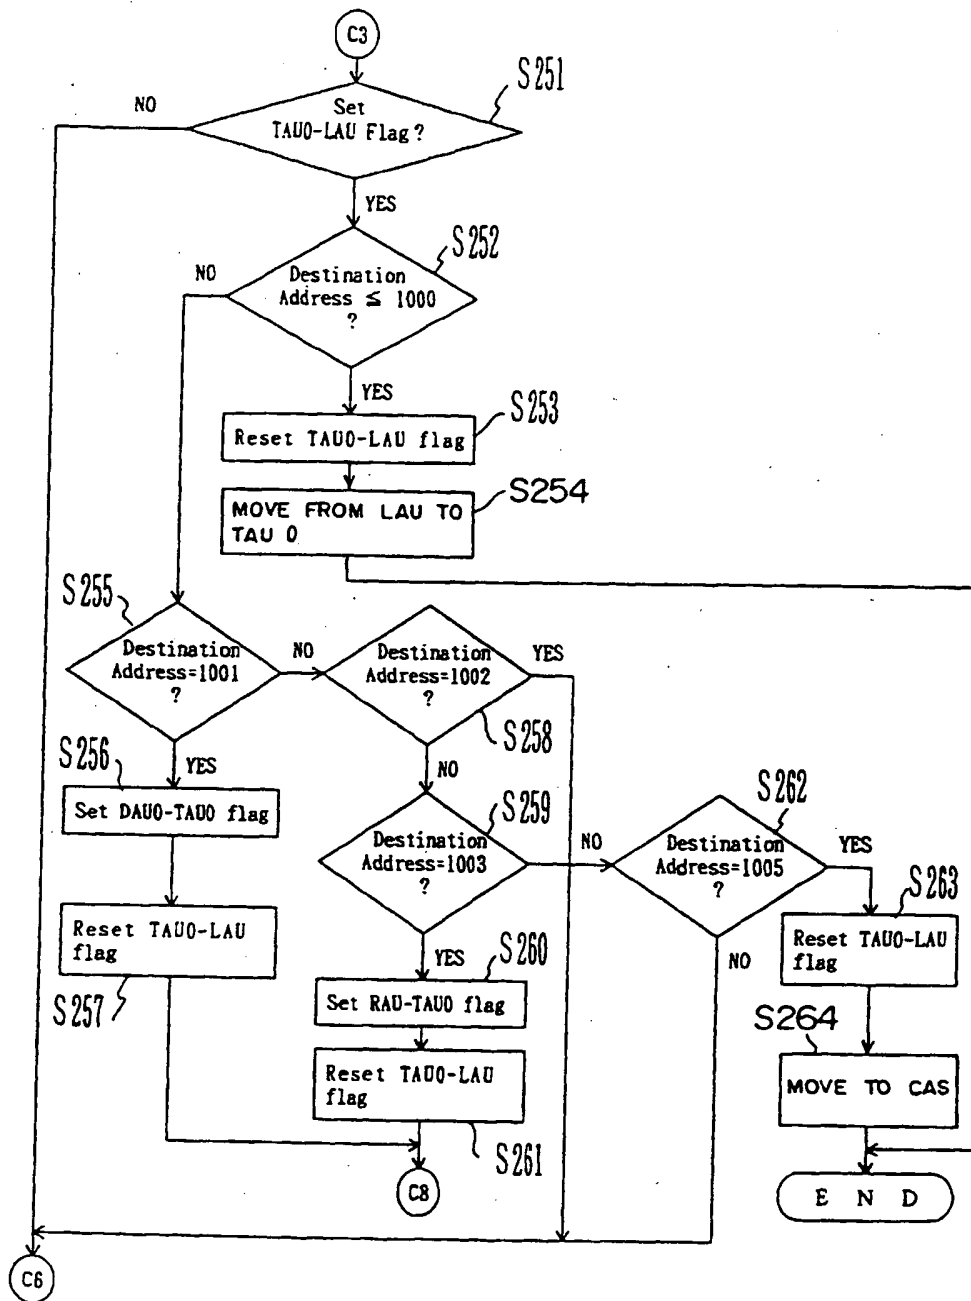 C3
S251
NO
Set
TAU0-LAU Flag?
YES
S252
NO
Destination
Address ≦ 1000
?
YES
S253
Reset TAU0-LAU flag
S254
MOVE FROM LAU TO
TAU 0
S255
Destination
Address=1001
?
NO
Destination
Address=1002
?
YES
S258
S256
YES
NO
Set DAU0-TAU0 flag
S259
Destination
Address=1003
?
NO
S262
Destination
Address=1005
?
YES
S263
Reset TAU0-LAU
flag
S257
YES
S260
Set RAU-TAU0 flag
NO
Reset TAU0-LAU
flag
S264
Reset TAU0-LAU
flag
S261
MOVE TO CAS
C8
E N D
C6